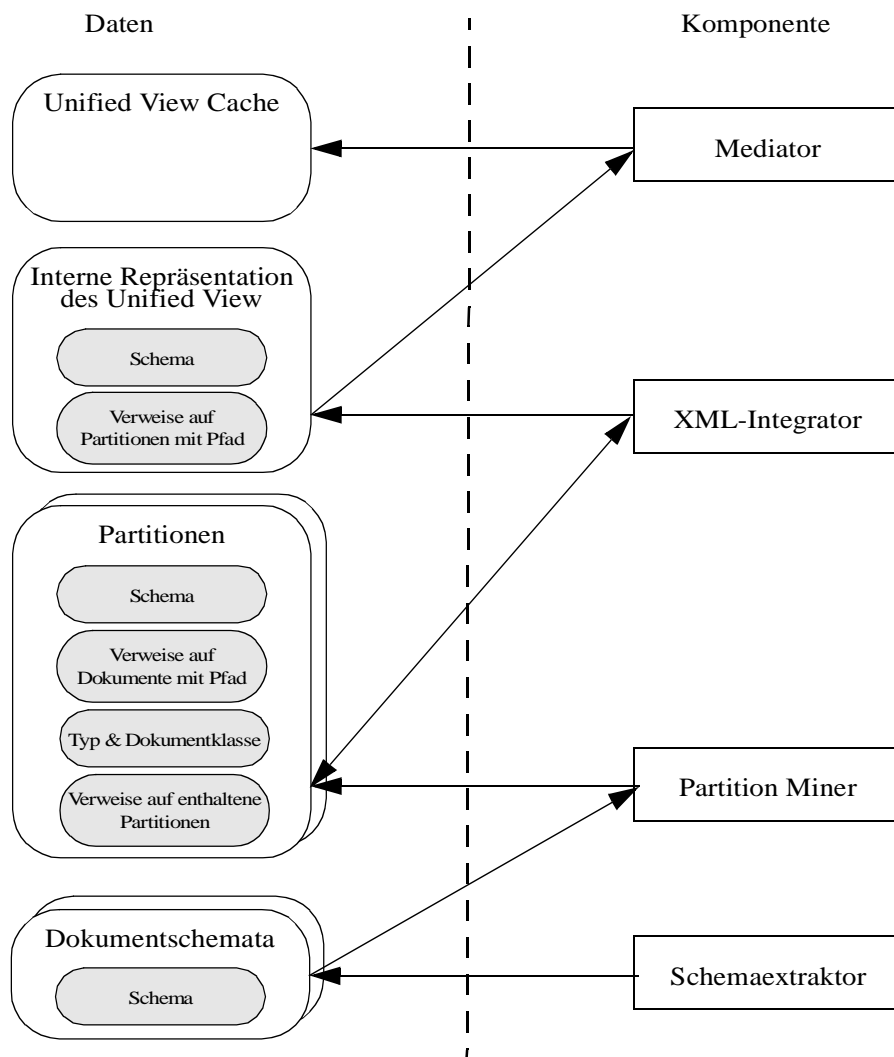 Daten
Komponente
Unified View Cache
Mediator
Interne Repräsentation
des Unified View
Schema
Verweise auf
Partitionen mit Pfad
XML-Integrator
Partitionen
Schema
Verweise auf
Dokumente mit Pfad
Typ & Dokumentklasse
Verweise auf enthaltene
Partitionen
Partition Miner
Dokumentschemata
Schema
Schemaextraktor